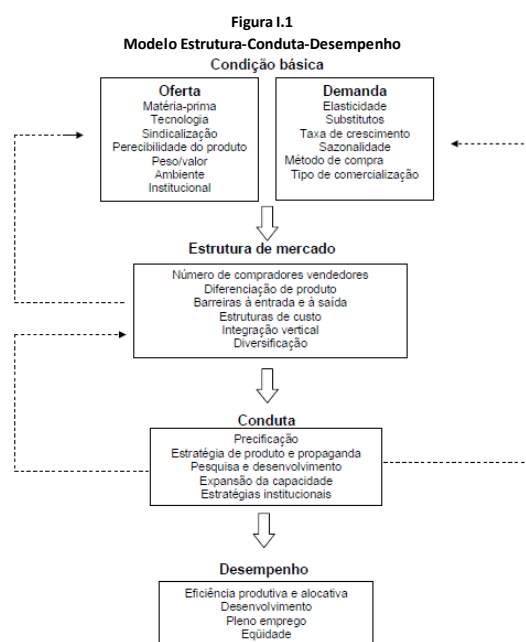 Figura I.1
Modelo Estrutura-Conduta-Desempenho
Condição básica
Oferta
Matéria-prima
Tecnologia
Sindicalização
Perecibilidade do produto
Peso/valor
Ambiente
Institucional
Demanda
Elasticidade
Substitutos
Taxa de crescimento
Sazonalidade
Método de compra
Tipo de comercialização
Estrutura de mercado
Número de compradores vendedores
Diferenciação de produto
Barreiras à entrada e à saída
Estruturas de custo
Integração vertical
Diversificação
Conduta
Precificação
Estratégia de produto e propaganda
Pesquisa e desenvolvimento
Expansão da capacidade
Estratégias institucionais
Desempenho
Eficiência produtiva e alocativa
Desenvolvimento
Pleno emprego
Eqüidade